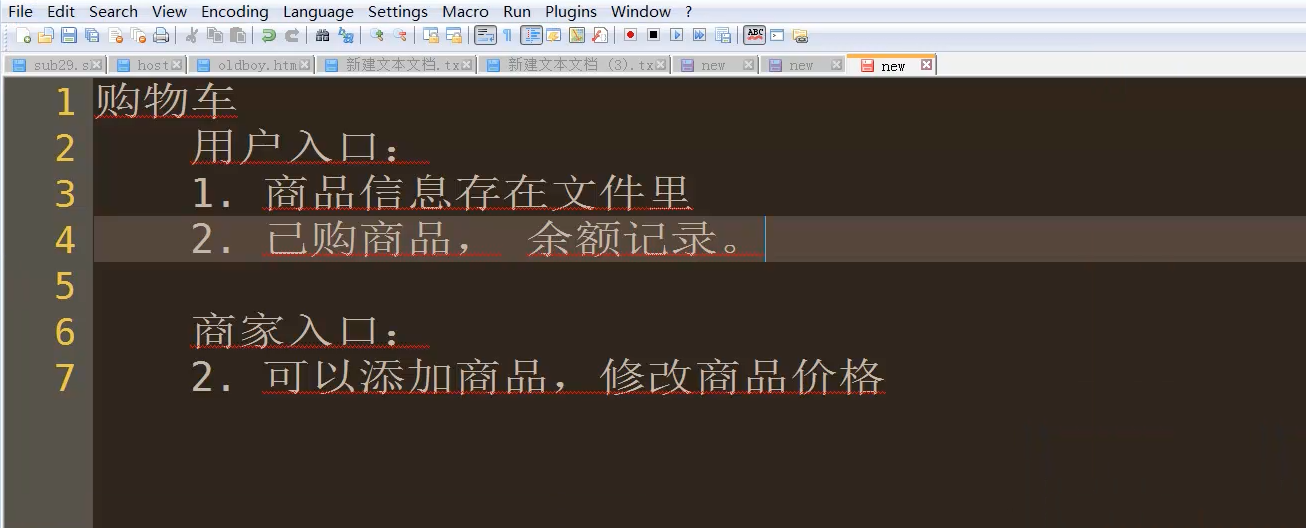 File Edit Search View Encoding Language Settings Macro Run Plugins Window ?
ABC
sub29.s host oldboy.htm 新建文本文档.tx 新建文本文档 (3).tx new new new
1 购物车
2 用户入口：
3 1. 商品信息存在文件里
4 2. 已购商品， 余额记录。
5
6 商家入口：
7 2. 可以添加商品，修改商品价格